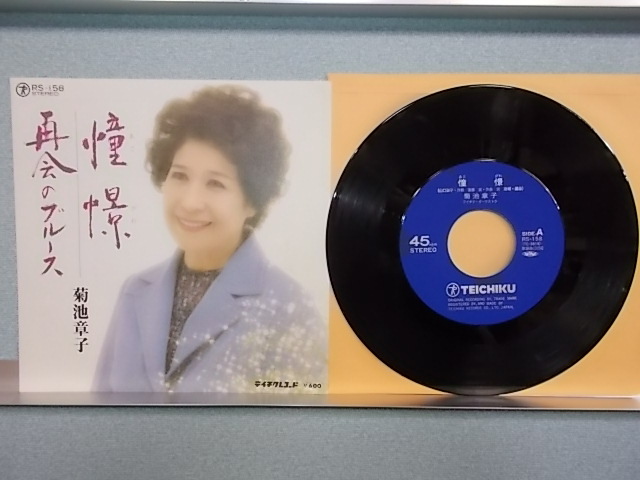 RS-158
STEREO
憧憬
再会のブルース
菊池章子
テイチクレコード ¥600
憧憬
菊池章子
45
STEREO
SIDE A
RS-158
TEICHIKU